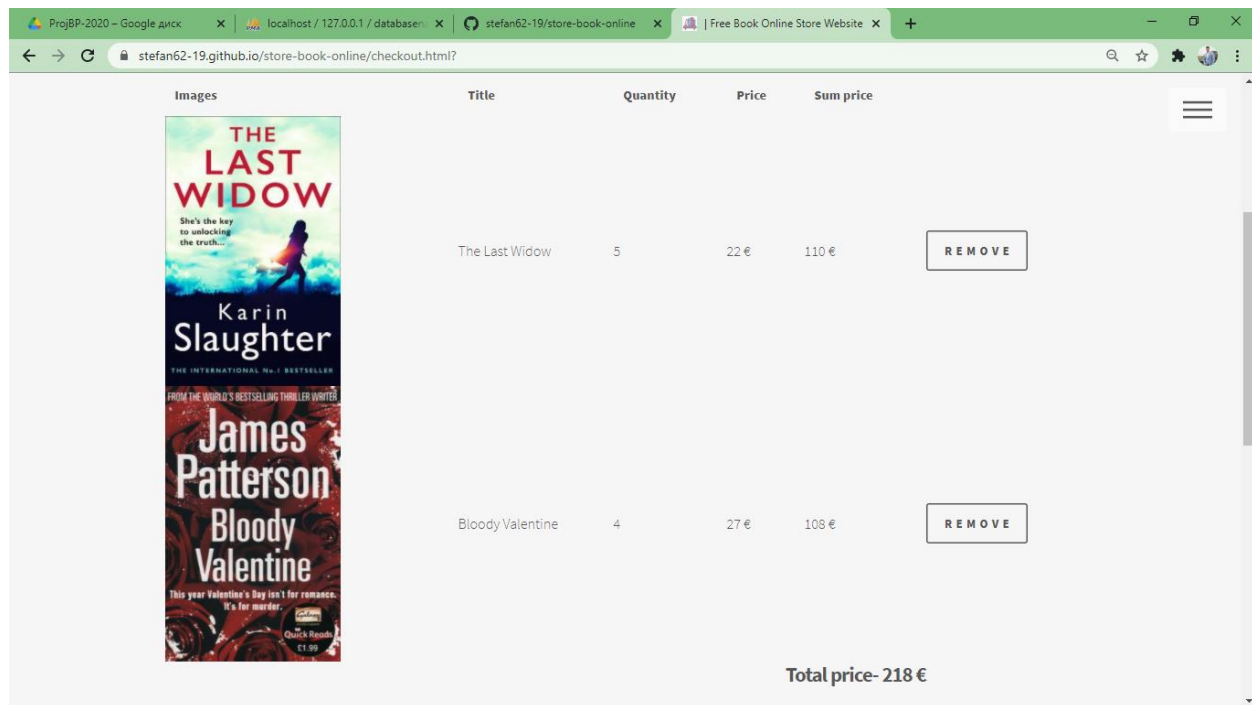 ProjBP-2020 – Google диск
localhost / 127.0.0.1 / databasen
stefan62-19/store-book-online
| Free Book Online Store Website
stefan62-19.github.io/store-book-online/checkout.html?
Images Title Quantity Price Sum price
THE
LAST
WIDOW
She's the key
to unlocking
the truth...
Karin
Slaughter
THE INTERNATIONAL No.1 BESTSELLER
The Last Widow 5 22 € 110 € REMOVE
FROM THE WORLD'S BESTSELLING THRILLER WRITER
James
Patterson
Bloody
Valentine
This year Valentine's Day isn't for romance.
It's for murder.
Quick Reads
£1.99
Bloody Valentine 4 27 € 108 € REMOVE
Total price- 218 €